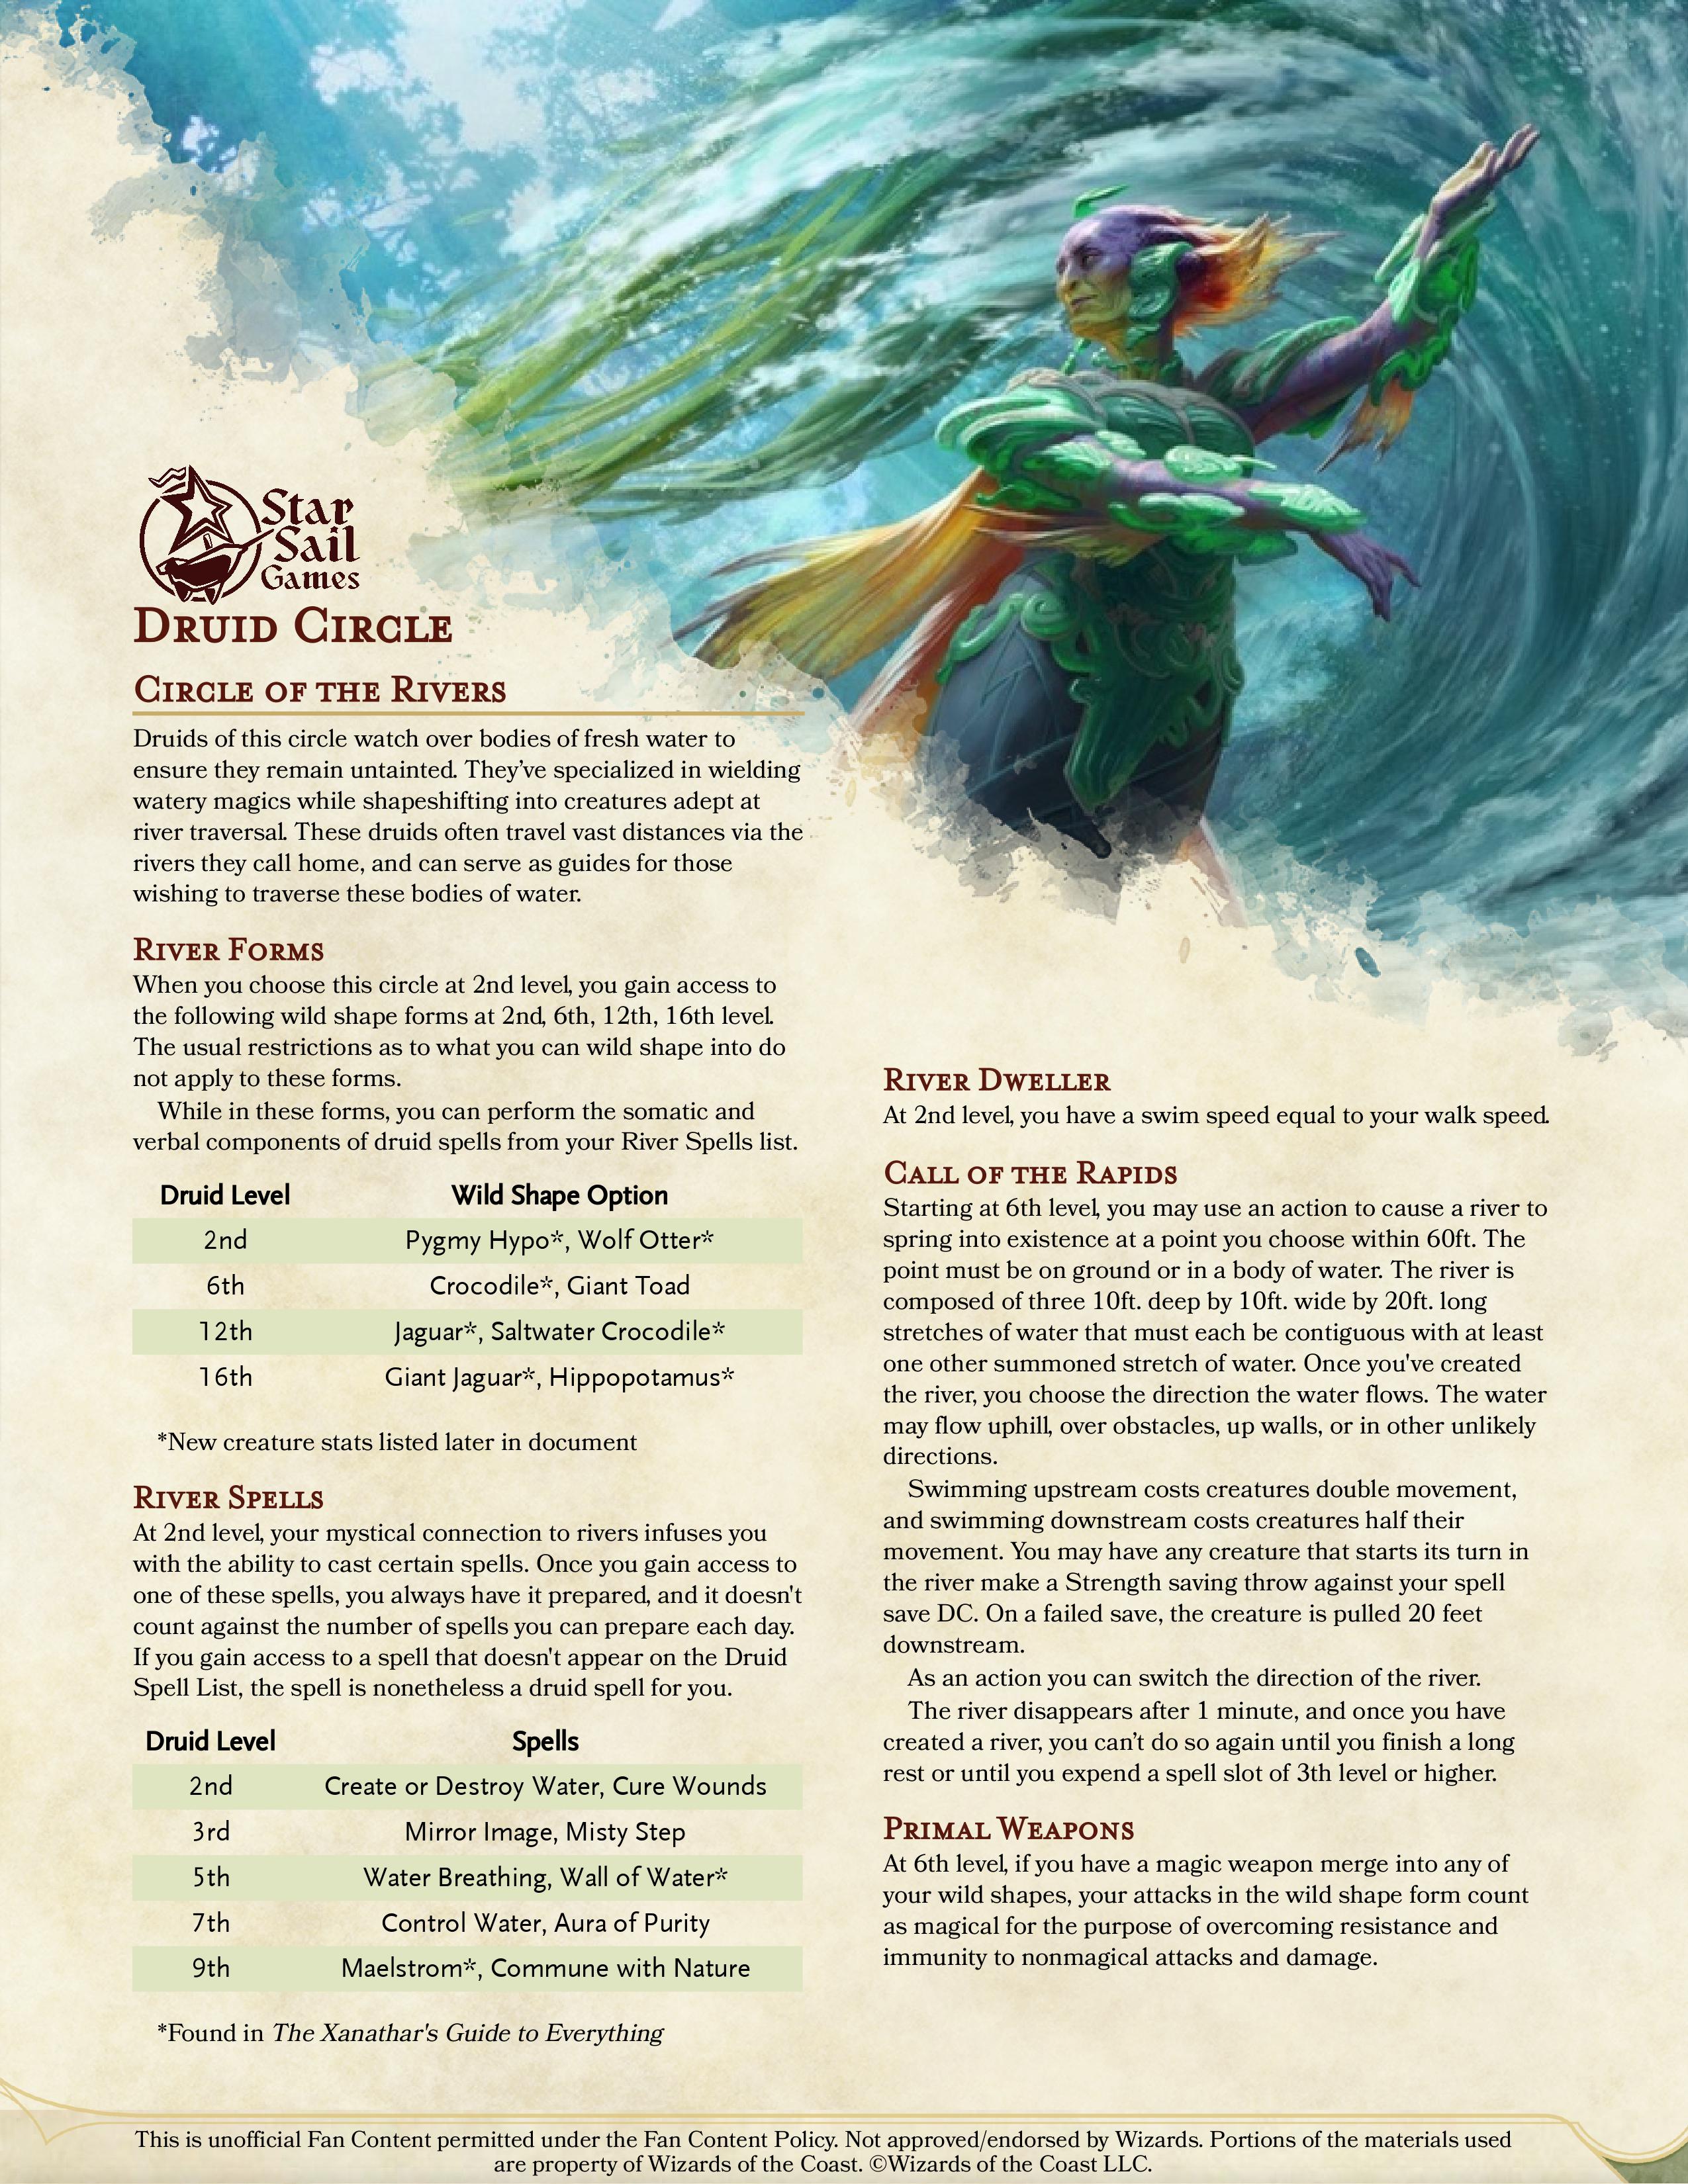 Star
Sail
Games
Druid Circle
Circle of the Rivers
Druids of this circle watch over bodies of fresh water to
ensure they remain untainted. They’ve specialized in wielding
watery magics while shapeshifting into creatures adept at
river traversal. These druids often travel vast distances via the
rivers they call home, and can serve as guides for those
wishing to traverse these bodies of water.
River Forms
When you choose this circle at 2nd level, you gain access to
the following wild shape forms at 2nd, 6th, 12th, 16th level.
The usual restrictions as to what you can wild shape into do
not apply to these forms.
While in these forms, you can perform the somatic and
verbal components of druid spells from your River Spells list.
Druid Level Wild Shape Option
2nd Pygmy Hypo*, Wolf Otter*
6th Crocodile*, Giant Toad
12th Jaguar*, Saltwater Crocodile*
16th Giant Jaguar*, Hippopotamus*
*New creature stats listed later in document
River Spells
At 2nd level, your mystical connection to rivers infuses you
with the ability to cast certain spells. Once you gain access to
one of these spells, you always have it prepared, and it doesn't
count against the number of spells you can prepare each day.
If you gain access to a spell that doesn't appear on the Druid
Spell List, the spell is nonetheless a druid spell for you.
Druid Level Spells
2nd Create or Destroy Water, Cure Wounds
3rd Mirror Image, Misty Step
5th Water Breathing, Wall of Water*
7th Control Water, Aura of Purity
9th Maelstrom*, Commune with Nature
*Found in The Xanathar's Guide to Everything
River Dweller
At 2nd level, you have a swim speed equal to your walk speed.
Call of the Rapids
Starting at 6th level, you may use an action to cause a river to
spring into existence at a point you choose within 60ft. The
point must be on ground or in a body of water. The river is
composed of three 10ft. deep by 10ft. wide by 20ft. long
stretches of water that must each be contiguous with at least
one other summoned stretch of water. Once you've created
the river, you choose the direction the water flows. The water
may flow uphill, over obstacles, up walls, or in other unlikely
directions.
Swimming upstream costs creatures double movement,
and swimming downstream costs creatures half their
movement. You may have any creature that starts its turn in
the river make a Strength saving throw against your spell
save DC. On a failed save, the creature is pulled 20 feet
downstream.
As an action you can switch the direction of the river.
The river disappears after 1 minute, and once you have
created a river, you can’t do so again until you finish a long
rest or until you expend a spell slot of 3th level or higher.
Primal Weapons
At 6th level, if you have a magic weapon merge into any of
your wild shapes, your attacks in the wild shape form count
as magical for the purpose of overcoming resistance and
immunity to nonmagical attacks and damage.
This is unofficial Fan Content permitted under the Fan Content Policy. Not approved/endorsed by Wizards. Portions of the materials used
are property of Wizards of the Coast. ©Wizards of the Coast LLC.